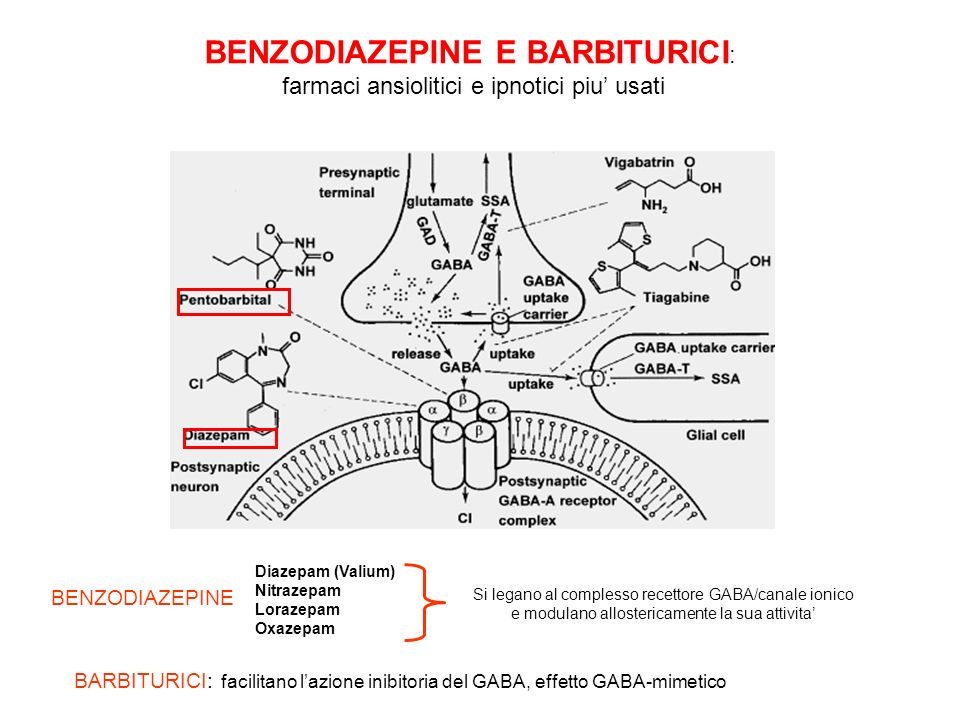 BENZODIAZEPINE E BARBITURICI:
farmaci ansiolitici e ipnotici piu' usati
Presynaptic
terminal
glutamate SSA
GAD
GABA-T
GABA
Vigabatrin
O
OH
NH₂
O
NH
O
NH
O
Pentobarbital
S
S
N
O
OH
Tiagabine
GABA
uptake
carrier
release
uptake
GABA
uptake
GABA uptake carrier
GABA-T
SSA
Glial cell
N
O
Cl
N
Diazepam
β
α
α
γ
β
Postsynaptic
neuron
Postsynaptic
GABA-A receptor
complex
Cl
BENZODIAZEPINE
Diazepam (Valium)
Nitrazepam
Lorazepam
Oxazepam
Si legano al complesso recettore GABA/canale ionico
e modulano allostericamente la sua attivita'
BARBITURICI: facilitano l'azione inibitoria del GABA, effetto GABA-mimetico